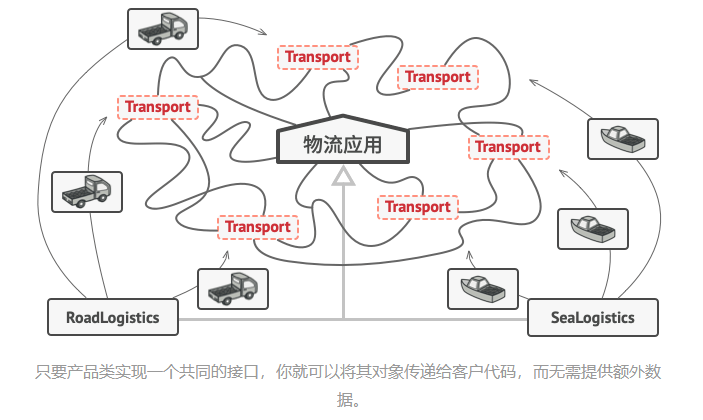 Transport
Transport
Transport
物流应用
Transport
Transport
Transport
RoadLogistics
SeaLogistics
只要产品类实现一个共同的接口，你就可以将其对象传递给客户代码，而无需提供额外数
据。